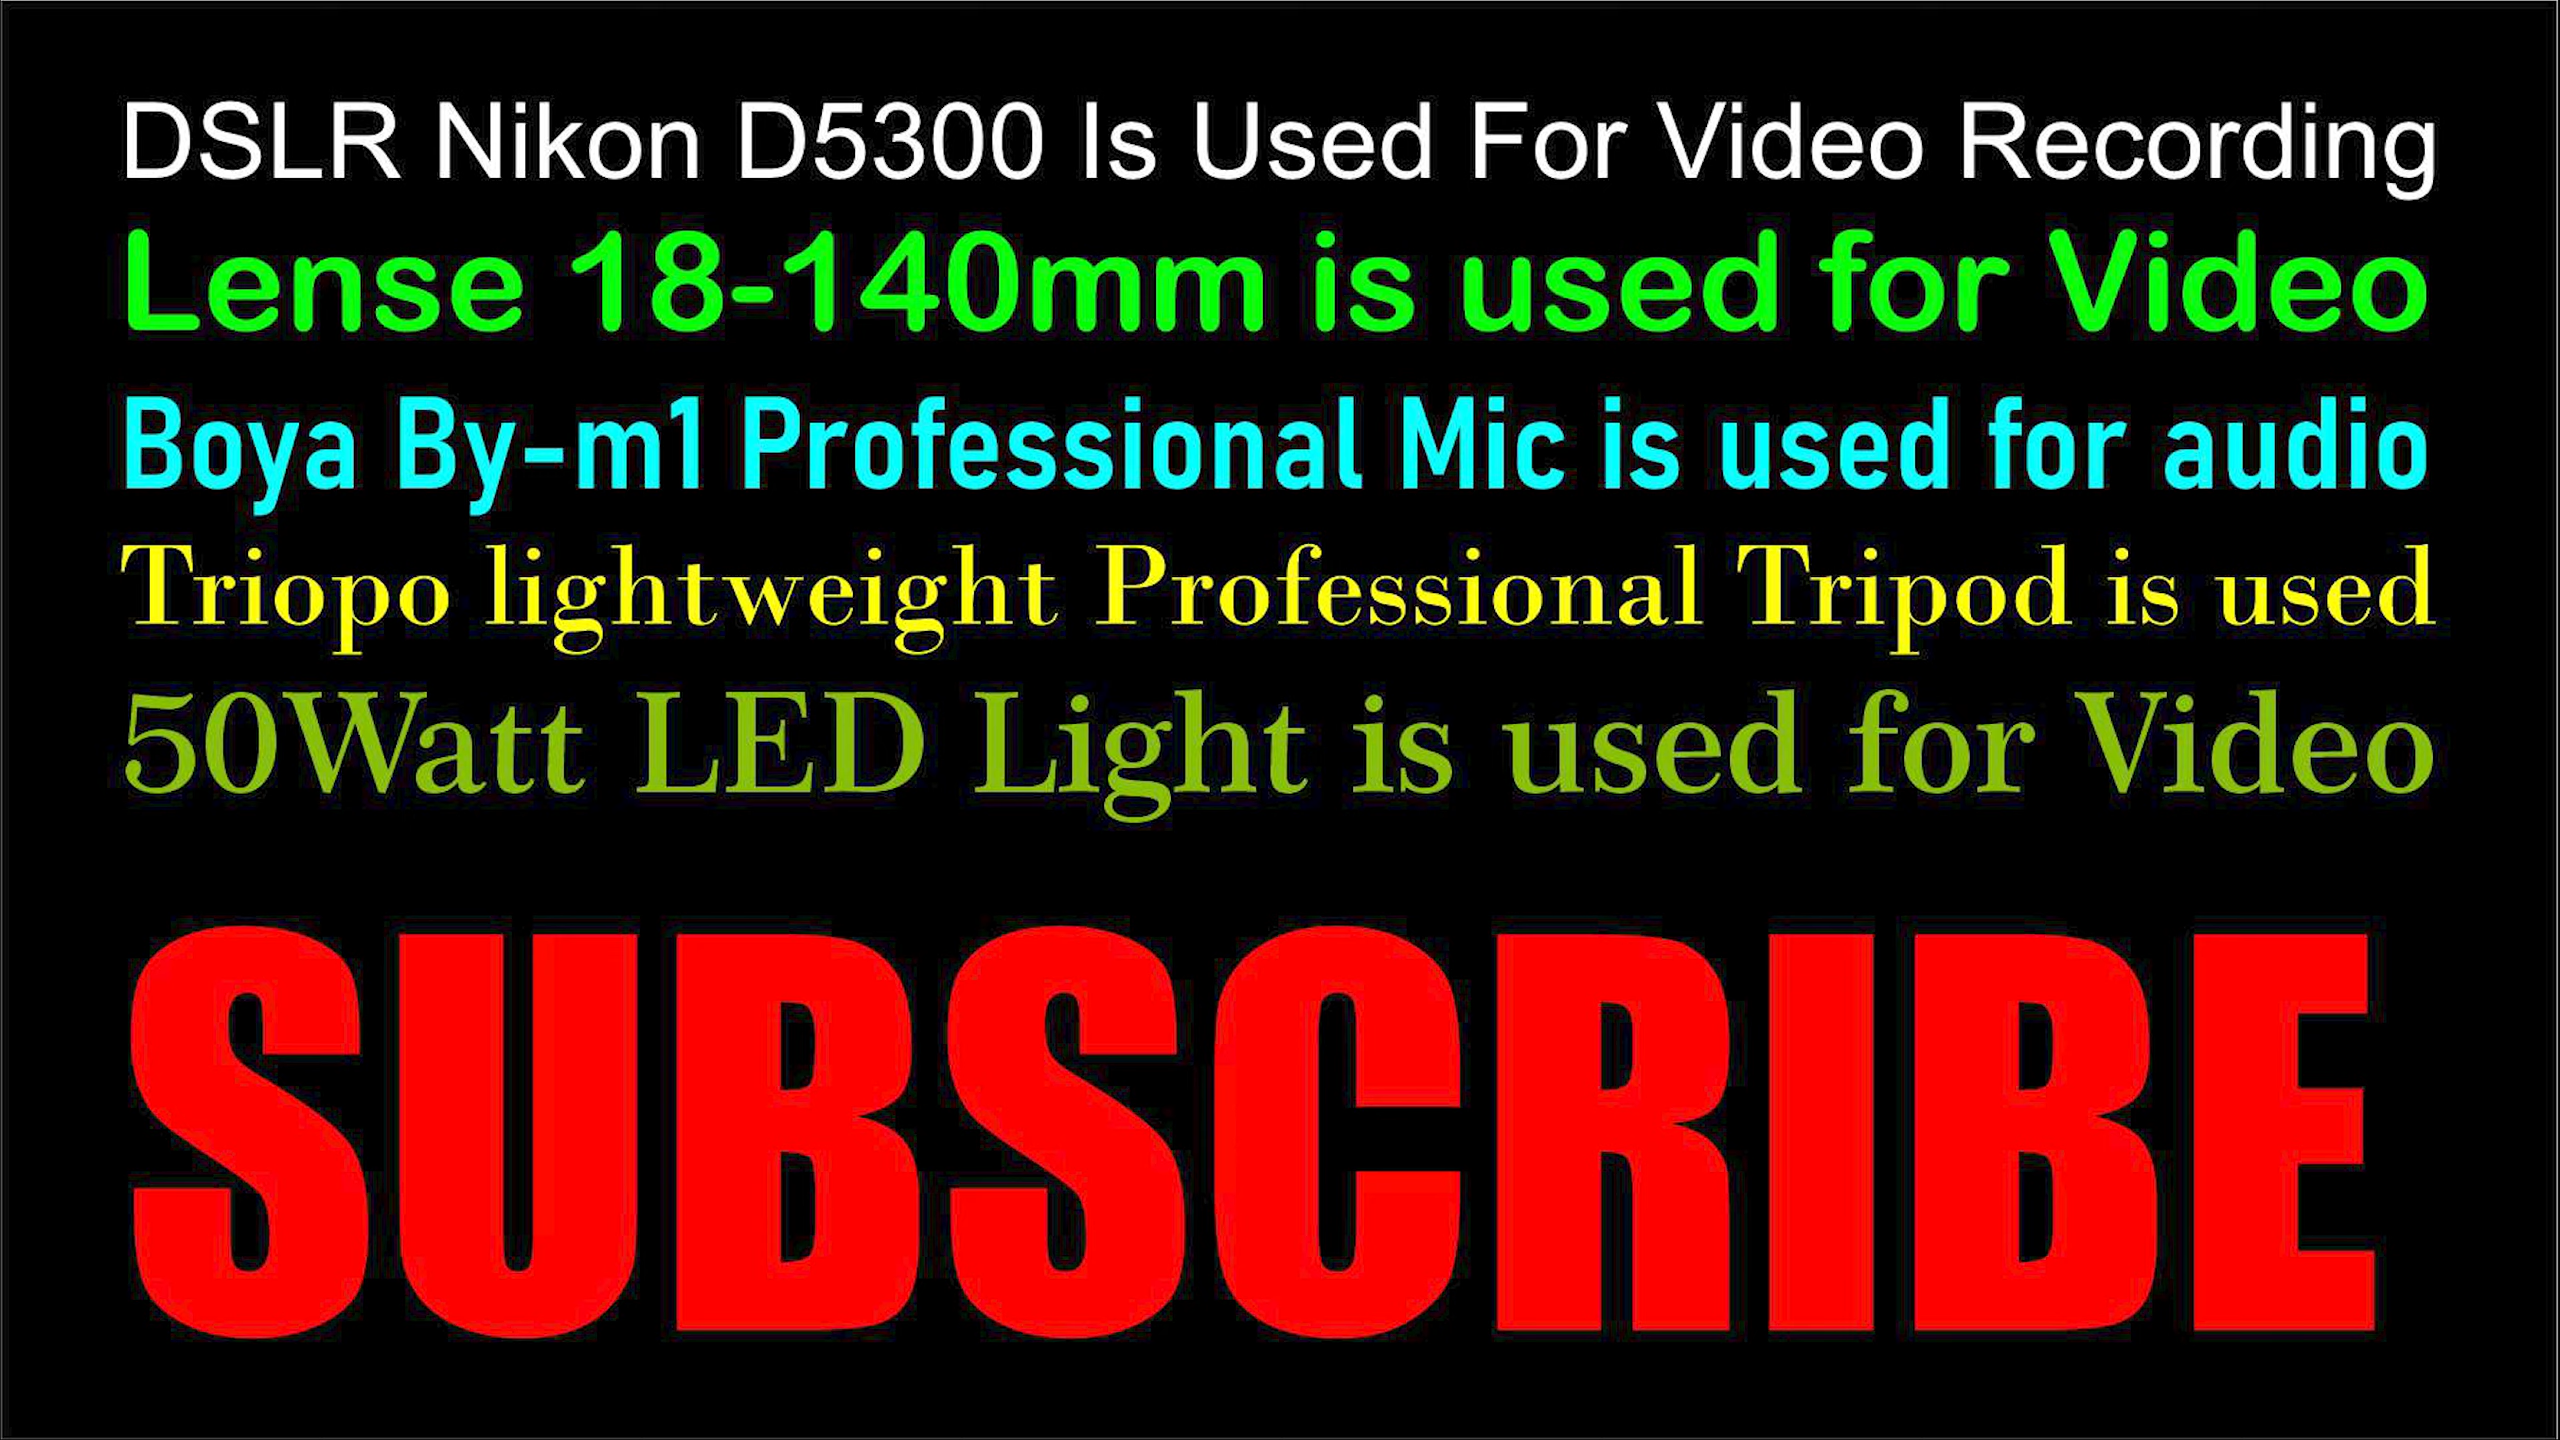 DSLR Nikon D5300 Is Used For Video Recording
Lense 18-140mm is used for Video
Boya By-m1 Professional Mic is used for audio
Triopo lightweight Professional Tripod is used
50Watt LED Light is used for Video
SUBSCRIBE